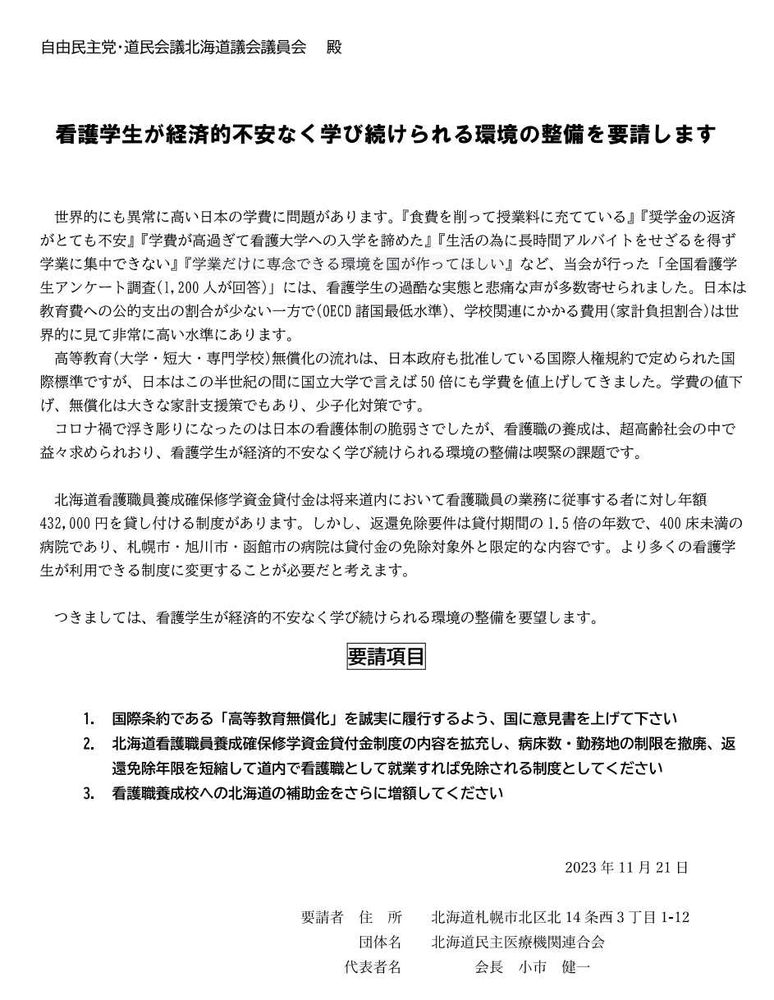 自由民主党・道民会議北海道議会議員会　殿
看護学生が経済的不安なく学び続けられる環境の整備を要請します
　世界的にも異常に高い日本の学費に問題があります。『食費を削って授業料に充てている』『奨学金の返済
がとても不安』『学費が高過ぎて看護大学への入学を諦めた』『生活の為に長時間アルバイトをせざるを得ず
学業に集中できない』『学業だけに専念できる環境を国が作ってほしい』など、当会が行った「全国看護学
生アンケート調査(1,200 人が回答)」には、看護学生の過酷な実態と悲痛な声が多数寄せられました。日本は
教育費への公的支出の割合が少ない一方で(OECD 諸国最低水準)、学校関連にかかる費用(家計負担割合)は世
界的に見て非常に高い水準にあります。
　高等教育(大学・短大・専門学校)無償化の流れは、日本政府も批准している国際人権規約で定められた国
際標準ですが、日本はこの半世紀の間に国立大学で言えば 50 倍にも学費を値上げしてきました。学費の値下
げ、無償化は大きな家計支援策でもあり、少子化対策です。
　コロナ禍で浮き彫りになったのは日本の看護体制の脆弱さでしたが、看護職の養成は、超高齢社会の中で
益々求められおり、看護学生が経済的不安なく学び続けられる環境の整備は喫緊の課題です。
　北海道看護職員養成確保修学資金貸付金は将来道内において看護職員の業務に従事する者に対し年額
432,000 円を貸し付ける制度があります。しかし、返還免除要件は貸付期間の 1.5 倍の年数で、400 床未満の
病院であり、札幌市・旭川市・函館市の病院は貸付金の免除対象外と限定的な内容です。より多くの看護学
生が利用できる制度に変更することが必要だと考えます。
　つきましては、看護学生が経済的不安なく学び続けられる環境の整備を要望します。
要請項目
1.　国際条約である「高等教育無償化」を誠実に履行するよう、国に意見書を上げて下さい
2.　北海道看護職員養成確保修学資金貸付金制度の内容を拡充し、病床数・勤務地の制限を撤廃、返
還免除年限を短縮して道内で看護職として就業すれば免除される制度としてください
3.　看護職養成校への北海道の補助金をさらに増額してください
2023 年 11 月 21 日
要請者　住　所　　北海道札幌市北区北 14 条西 3 丁目 1-12
団体名　　北海道民主医療機関連合会
代表者名　　　　　会長　小市　健一